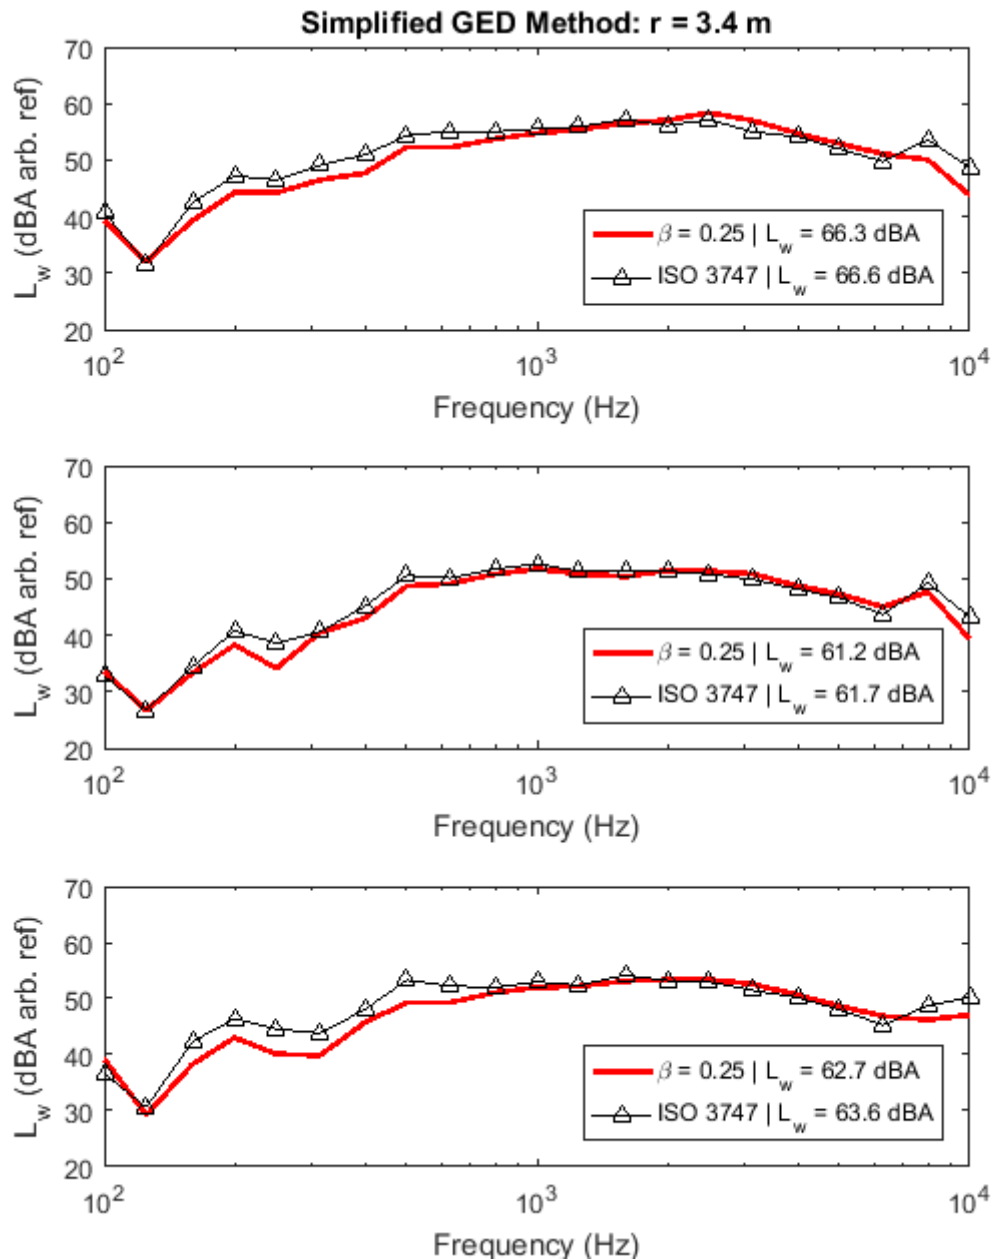 Simplified GED Method: r = 3.4 m
70
60
50
40
30
20
L_w (dBA arb. ref)
β = 0.25 | L_w = 66.3 dBA
ISO 3747 | L_w = 66.6 dBA
10^2
10^3
10^4
Frequency (Hz)
70
60
50
40
30
20
L_w (dBA arb. ref)
β = 0.25 | L_w = 61.2 dBA
ISO 3747 | L_w = 61.7 dBA
10^2
10^3
10^4
Frequency (Hz)
70
60
50
40
30
20
L_w (dBA arb. ref)
β = 0.25 | L_w = 62.7 dBA
ISO 3747 | L_w = 63.6 dBA
10^2
10^3
10^4
Frequency (Hz)